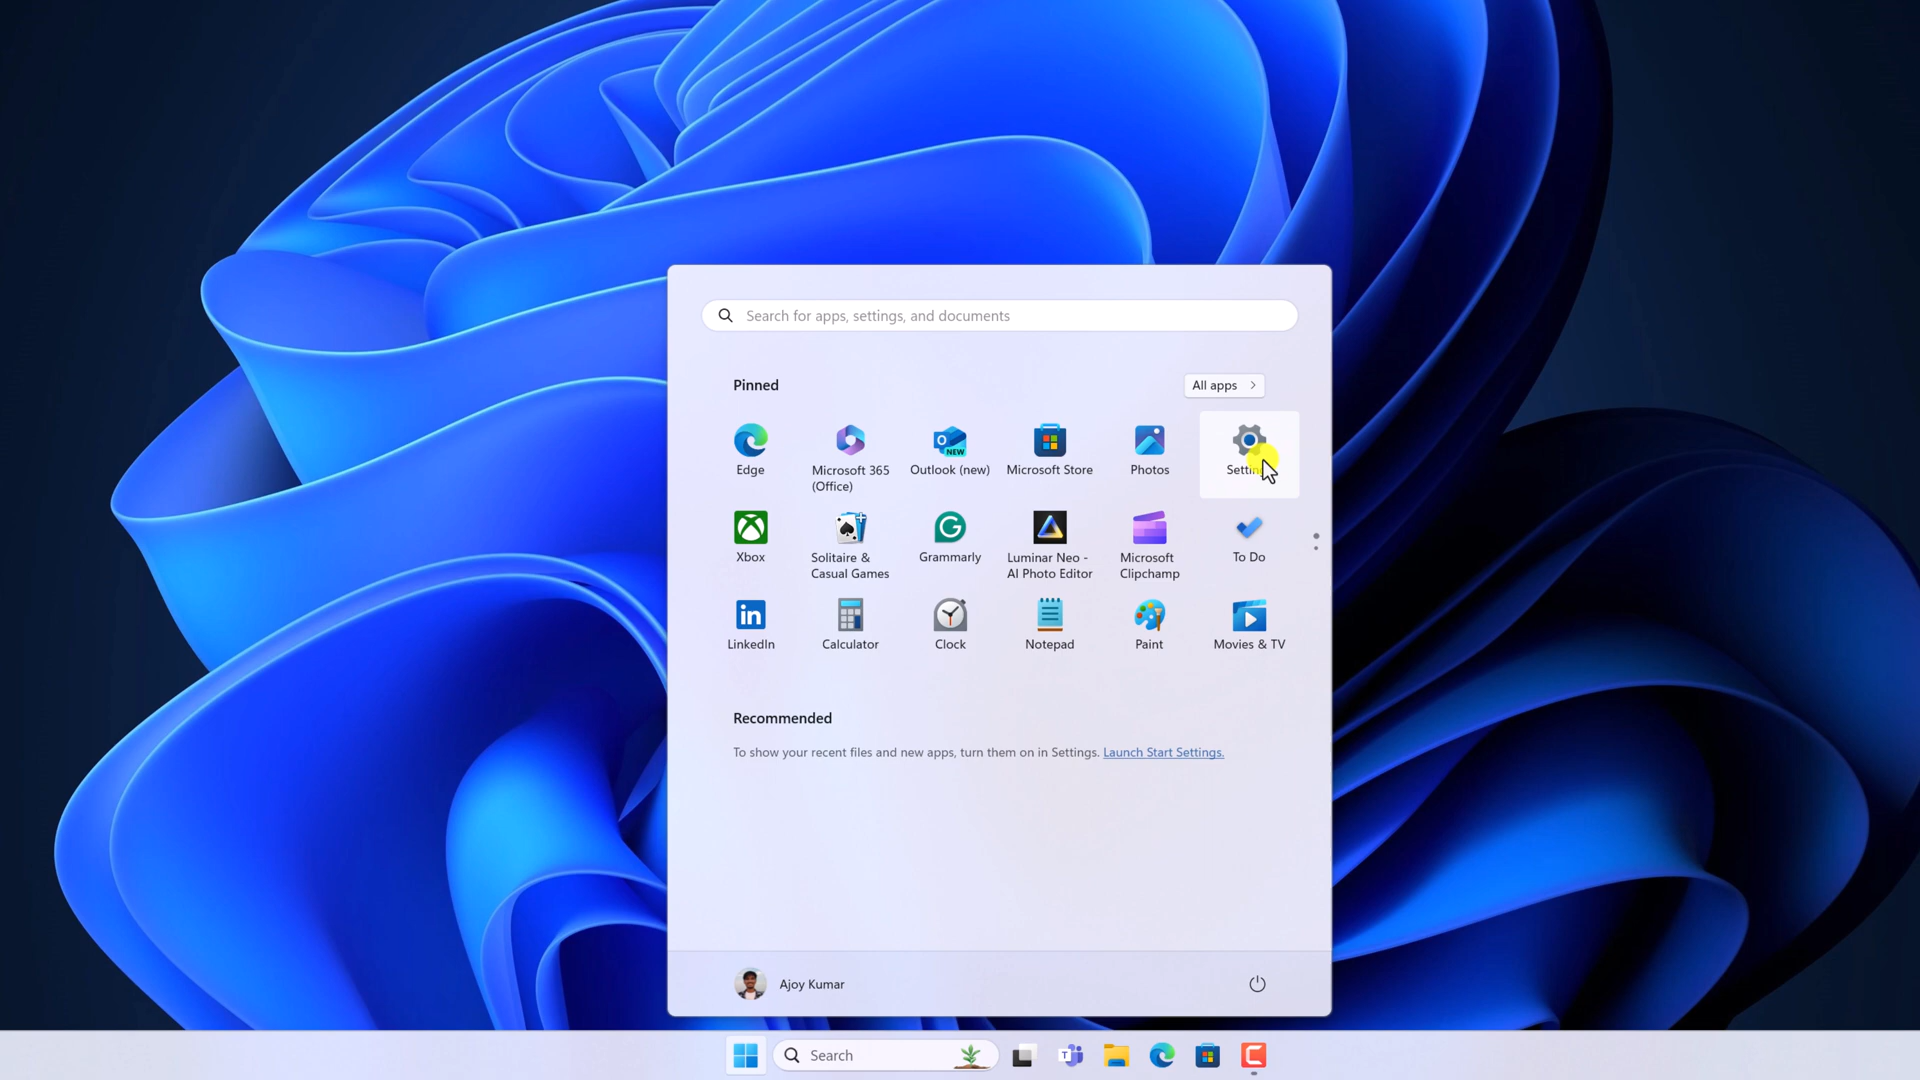 Search for apps, settings, and documents
Pinned
All apps
Edge
Microsoft 365
(Office)
Outlook (new)
Microsoft Store
Photos
Xbox
Solitaire &
Casual Games
Grammarly
Luminar Neo -
AI Photo Editor
Microsoft
Clipchamp
To Do
LinkedIn
Calculator
Clock
Notepad
Paint
Movies & TV
Recommended
To show your recent files and new apps, turn them on in Settings. Launch Start Settings.
Ajoy Kumar
Search